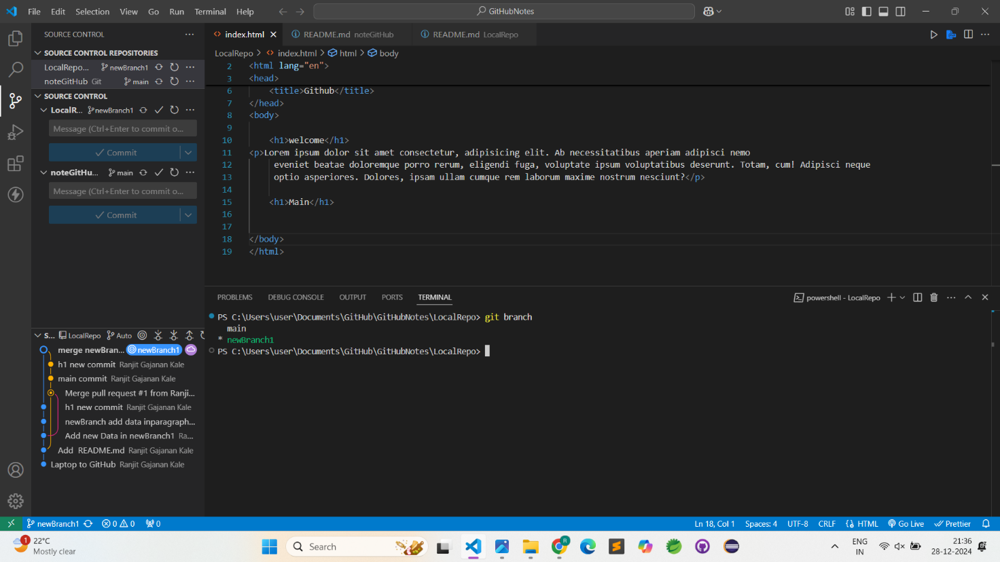 File Edit Selection View Go Run Terminal Help
GitHubNotes
SOURCE CONTROL
index.html
README.md noteGitHub
README.md LocalRepo
SOURCE CONTROL REPOSITORIES
LocalRepo... newBranch1
noteGitHub Git main
SOURCE CONTROL
LocalR... newBranch1
Message (Ctrl+Enter to commit o...
Commit
noteGitHu... main
Message (Ctrl+Enter to commit o...
Commit
LocalRepo > index.html > html > body
2 <html lang="en">
3 <head>
6 <title>Github</title>
7 </head>
8 <body>
9
10 <h1>welcome</h1>
11 <p>Lorem ipsum dolor sit amet consectetur, adipisicing elit. Ab necessitatibus aperiam adipisci nemo
12 eveniet beatae doloremque porro rerum, eligendi fuga, voluptate ipsum voluptatibus deserunt. Totam, cum! Adipisci neque
13 optio asperiores. Dolores, ipsam ullam cumque rem laborum maxime nostrum nesciunt?</p>
14
15 <h1>Main</h1>
16
17
18 </body>
19 </html>
PROBLEMS DEBUG CONSOLE OUTPUT PORTS TERMINAL
powershell - LocalRepo
PS C:\Users\user\Documents\GitHub\GitHubNotes\LocalRepo> git branch
main
* newBranch1
PS C:\Users\user\Documents\GitHub\GitHubNotes\LocalRepo>
S... LocalRepo Auto
merge newBran... newBranch1
h1 new commit Ranjit Gajanan Kale
main commit Ranjit Gajanan Kale
Merge pull request #1 from Ranji...
h1 new commit Ranjit Gajanan Kale
newBranch add data inparagraph...
Add new Data in newBranch1 Ra...
Add README.md Ranjit Gajanan Kale
Laptop to GitHub Ranjit Gajanan Kale
newBranch1 0 0 0
Ln 18, Col 1 Spaces: 4 UTF-8 CRLF HTML Go Live Prettier
1
22°C
Mostly clear
Search
R
ENG
IN
21:36
28-12-2024